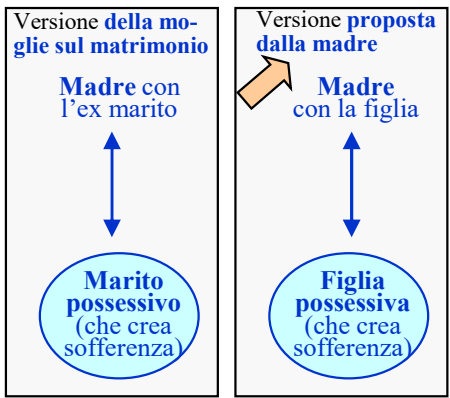 Versione della mo-
glie sul matrimonio
Madre con
l'ex marito
Marito
possessivo
(che crea
sofferenza)
Versione proposta
dalla madre
Madre
con la figlia
Figlia
possessiva
(che crea
sofferenza)